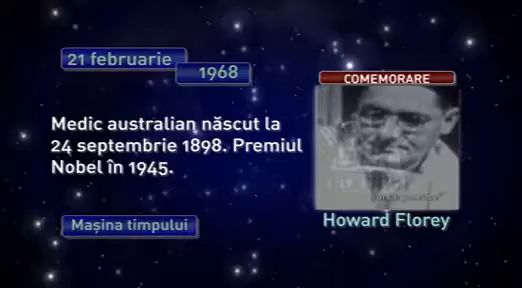 21 februarie
1968
COMEMORARE
Medic australian născut la
24 septembrie 1898. Premiul
Nobel în 1945.
Howard Florey
Mașina timpului